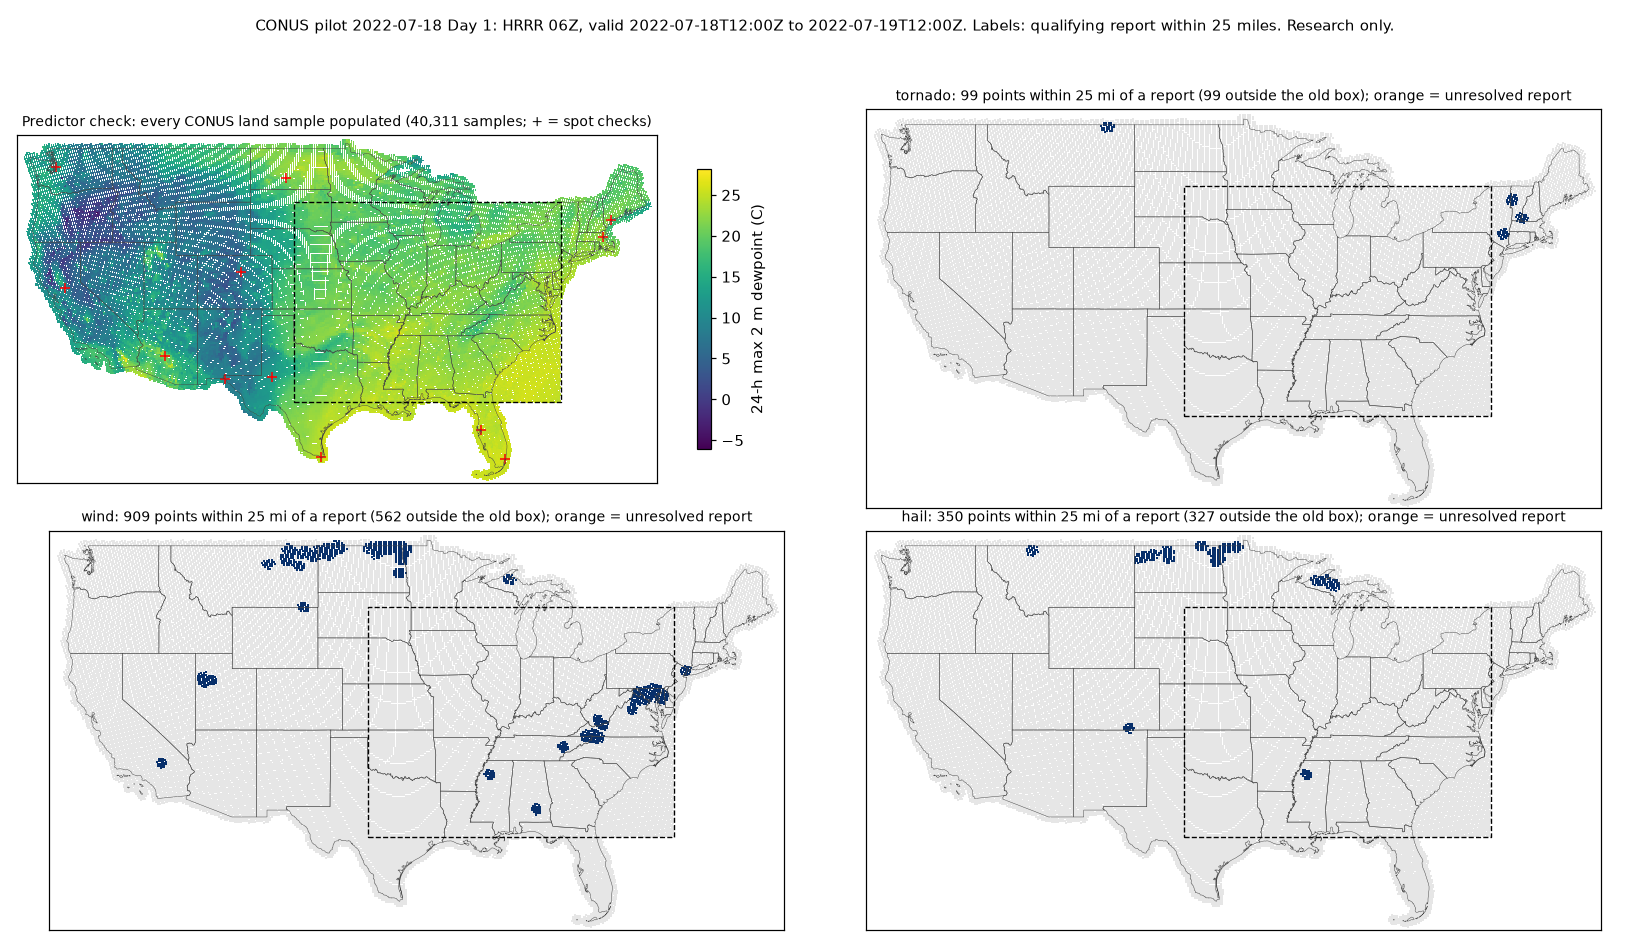 CONUS pilot 2022-07-18 Day 1: HRRR 06Z, valid 2022-07-18T12:00Z to 2022-07-19T12:00Z. Labels: qualifying report within 25 miles. Research only.
Predictor check: every CONUS land sample populated (40,311 samples; + = spot checks)
25
20
15
10
5
0
−5
24-h max 2 m dewpoint (C)
tornado: 99 points within 25 mi of a report (99 outside the old box); orange = unresolved report
wind: 909 points within 25 mi of a report (562 outside the old box); orange = unresolved report
hail: 350 points within 25 mi of a report (327 outside the old box); orange = unresolved report